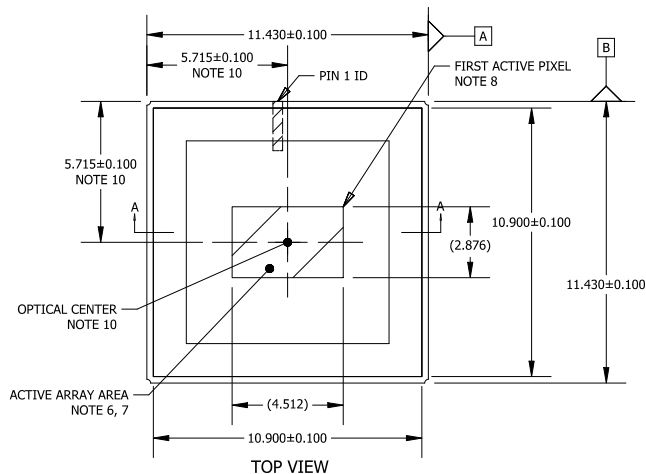 11.430±0.100
A
B
5.715±0.100
NOTE 10
PIN 1 ID
FIRST ACTIVE PIXEL
NOTE 8
5.715±0.100
NOTE 10
A
A
(2.876)
10.900±0.100
11.430±0.100
OPTICAL CENTER
NOTE 10
ACTIVE ARRAY AREA
NOTE 6, 7
(4.512)
10.900±0.100
TOP VIEW